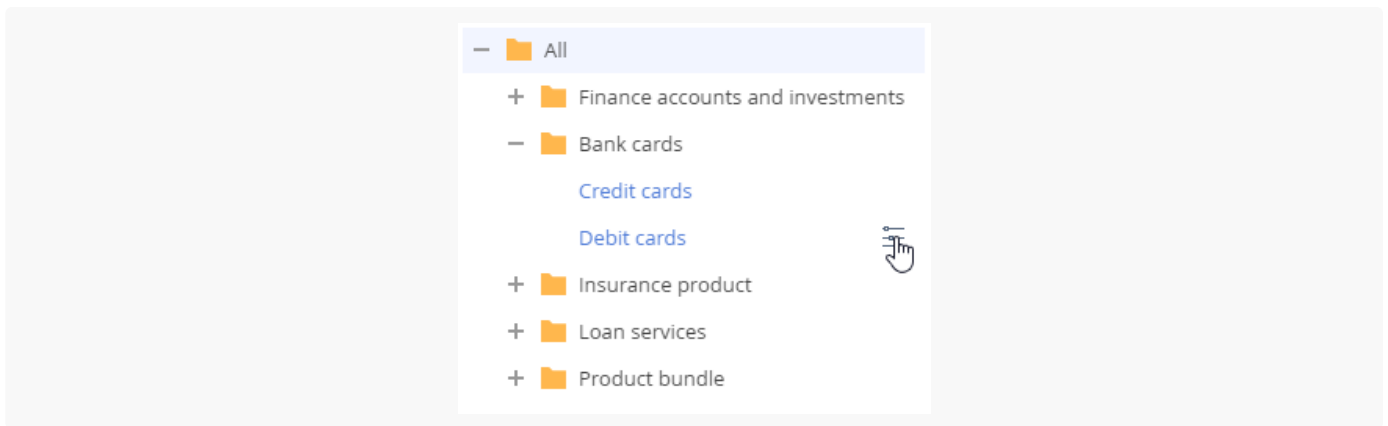 All
Finance accounts and investments
Bank cards
Credit cards
Debit cards
Insurance product
Loan services
Product bundle